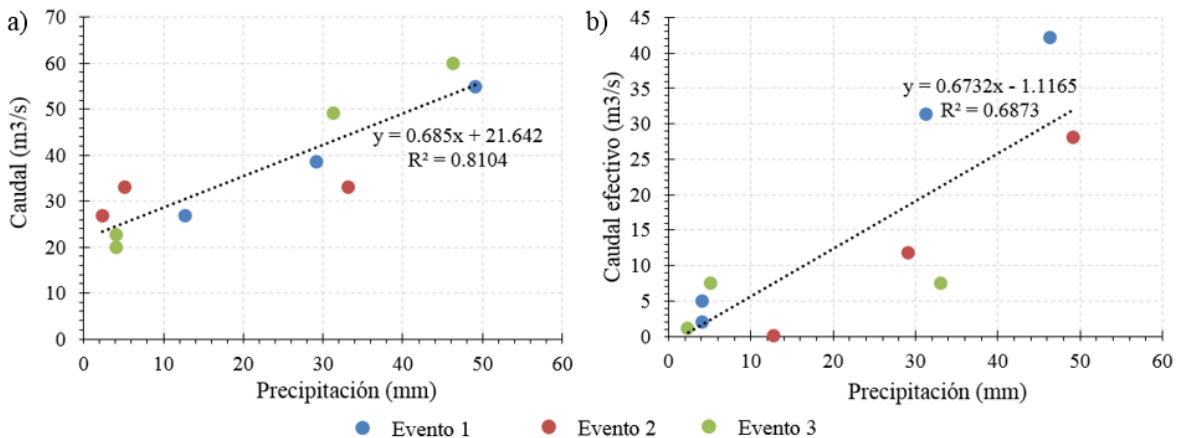 a)
70
60
50
40
30
20
10
0
Caudal (m3/s)
y = 0.685x + 21.642
R² = 0.8104
0 10 20 30 40 50 60
Precipitación (mm)
b)
45
40
35
30
25
20
15
10
5
0
Caudal efectivo (m3/s)
y = 0.6732x - 1.1165
R² = 0.6873
0 10 20 30 40 50 60
Precipitación (mm)
Evento 1 Evento 2 Evento 3